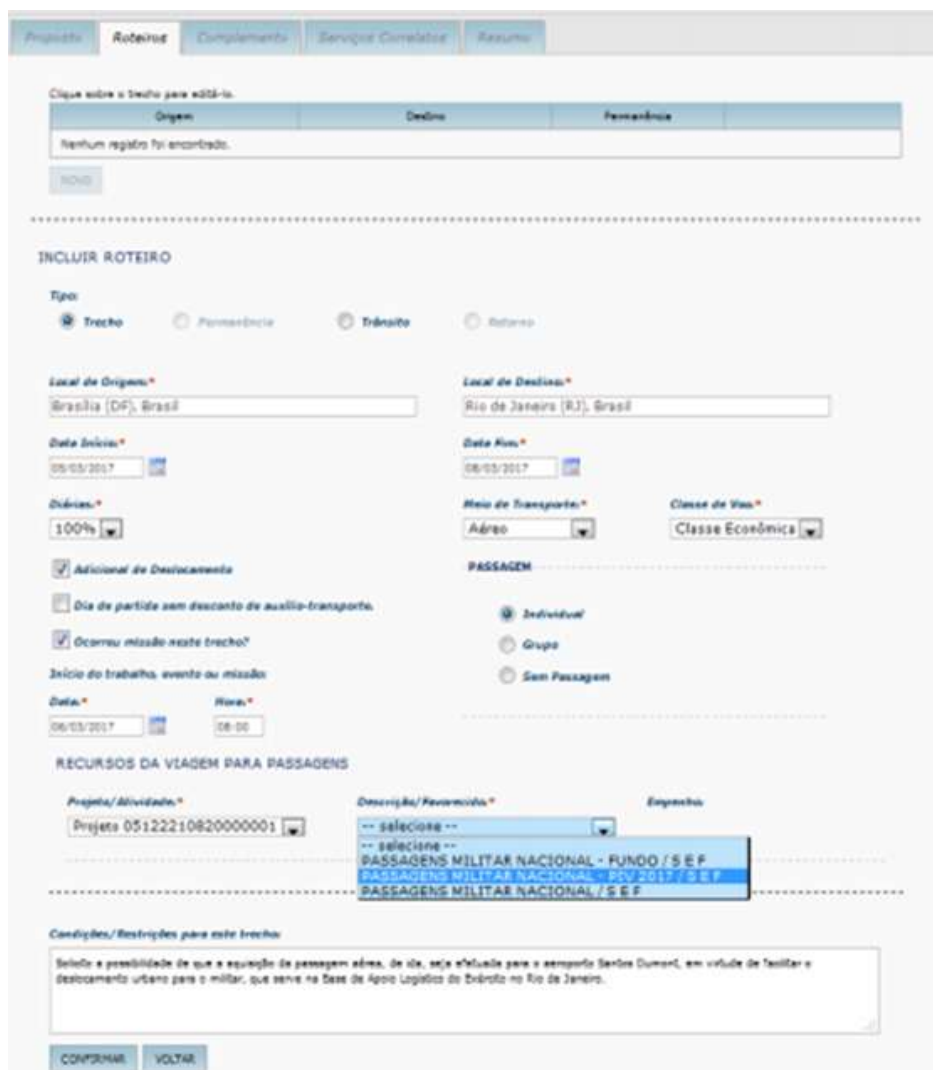 Proposto Roteiros Complemento Serviços Correlatos Resumo
Clique sobre o trecho para editá-lo.
Origem Destino Permanência
Nenhum registro foi encontrado.
NOVO
INCLUIR ROTEIRO
Tipo:
Trecho Permanência Trânsito Retorno
Local de Origem:* Local de Destino:*
Brasília (DF), Brasil Rio de Janeiro (RJ), Brasil
Data Início:* Data Fim:*
05/03/2017 08/03/2017
Diárias:* Meio de Transporte:* Classe de Voo:*
100% Aéreo Classe Econômica
Adicional de Deslocamento PASSAGEM
Dia de partida sem desconto de auxílio-transporte. Individual
Ocorreu missão neste trecho? Grupo
Início do trabalho, evento ou missão: Sem Passagem
Data:* Hora:*
06/03/2017 08:00
RECURSOS DA VIAGEM PARA PASSAGENS
Projeto/Atividade:* Descrição/Favorecido:* Empenho:
Projeto 05122210820000001 -- selecione --
-- selecione --
PASSAGENS MILITAR NACIONAL - FUNDO / S E F
PASSAGENS MILITAR NACIONAL - PIV 2017 / S E F
PASSAGENS MILITAR NACIONAL / S E F
Condições/Restrições para este trecho:
Solicito a possibilidade de que a aquisição da passagem aérea, de ida, seja efetuada para o aeroporto Santos Dumont, em virtude de facilitar o
deslocamento urbano para o militar, que serve na Base de Apoio Logístico do Exército no Rio de Janeiro.
CONFIRMAR VOLTAR